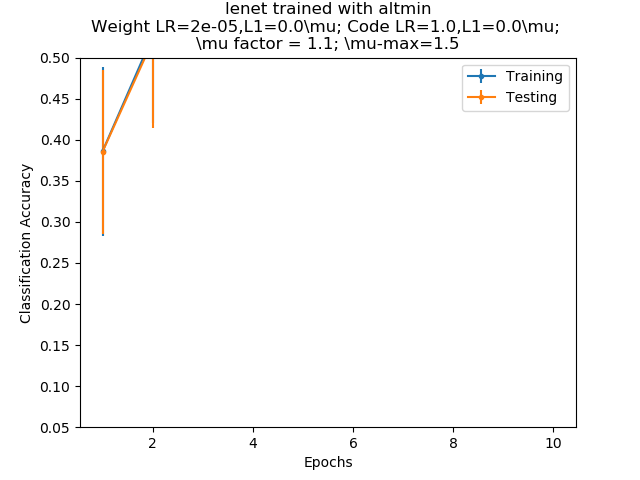 lenet trained with altmin
Weight LR=2e-05,L1=0.0\mu; Code LR=1.0,L1=0.0\mu;
\mu factor = 1.1; \mu-max=1.5
Training
Testing
Classification Accuracy
0.50
0.45
0.40
0.35
0.30
0.25
0.20
0.15
0.10
0.05
2 4 6 8 10
Epochs